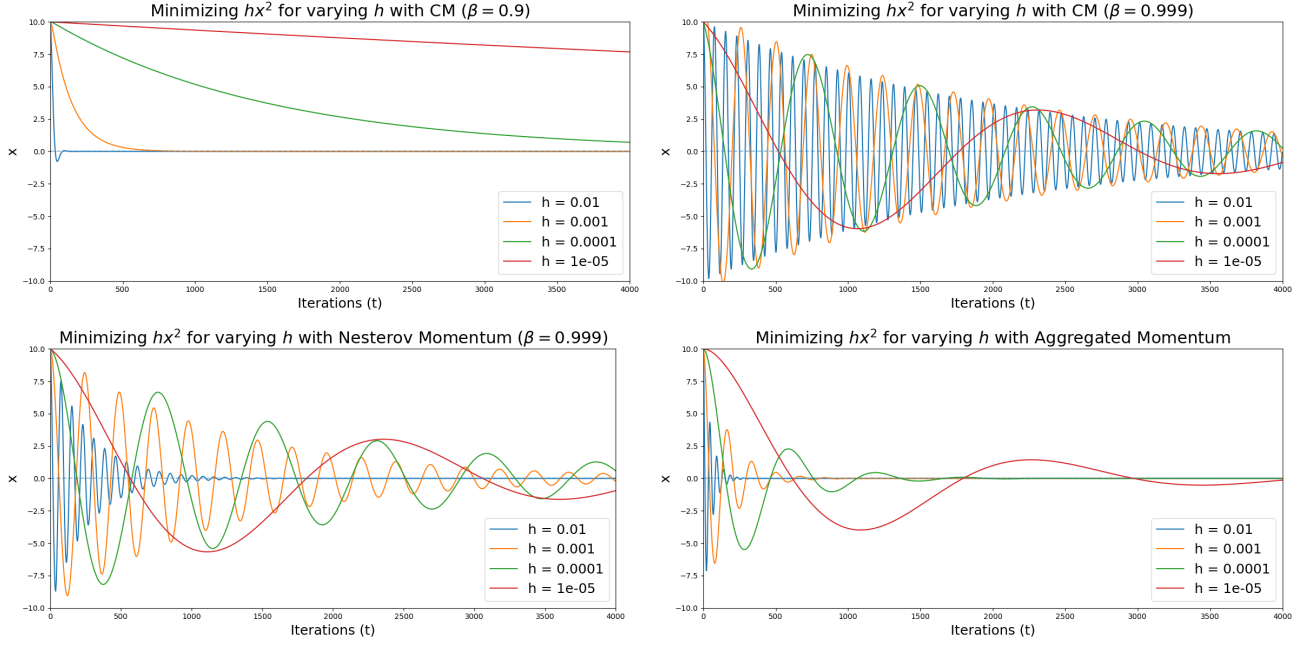 Minimizing hx² for varying h with CM (β = 0.9)
10.0
7.5
5.0
2.5
0.0
−2.5
−5.0
−7.5
−10.0
X
h = 0.01
h = 0.001
h = 0.0001
h = 1e-05
0 500 1000 1500 2000 2500 3000 3500 4000
Iterations (t)
Minimizing hx² for varying h with CM (β = 0.999)
10.0
7.5
5.0
2.5
0.0
−2.5
−5.0
−7.5
−10.0
X
h = 0.01
h = 0.001
h = 0.0001
h = 1e-05
0 500 1000 1500 2000 2500 3000 3500 4000
Iterations (t)
Minimizing hx² for varying h with Nesterov Momentum (β = 0.999)
10.0
7.5
5.0
2.5
0.0
−2.5
−5.0
−7.5
−10.0
X
h = 0.01
h = 0.001
h = 0.0001
h = 1e-05
0 500 1000 1500 2000 2500 3000 3500 4000
Iterations (t)
Minimizing hx² for varying h with Aggregated Momentum
10.0
7.5
5.0
2.5
0.0
−2.5
−5.0
−7.5
−10.0
X
h = 0.01
h = 0.001
h = 0.0001
h = 1e-05
0 500 1000 1500 2000 2500 3000 3500 4000
Iterations (t)